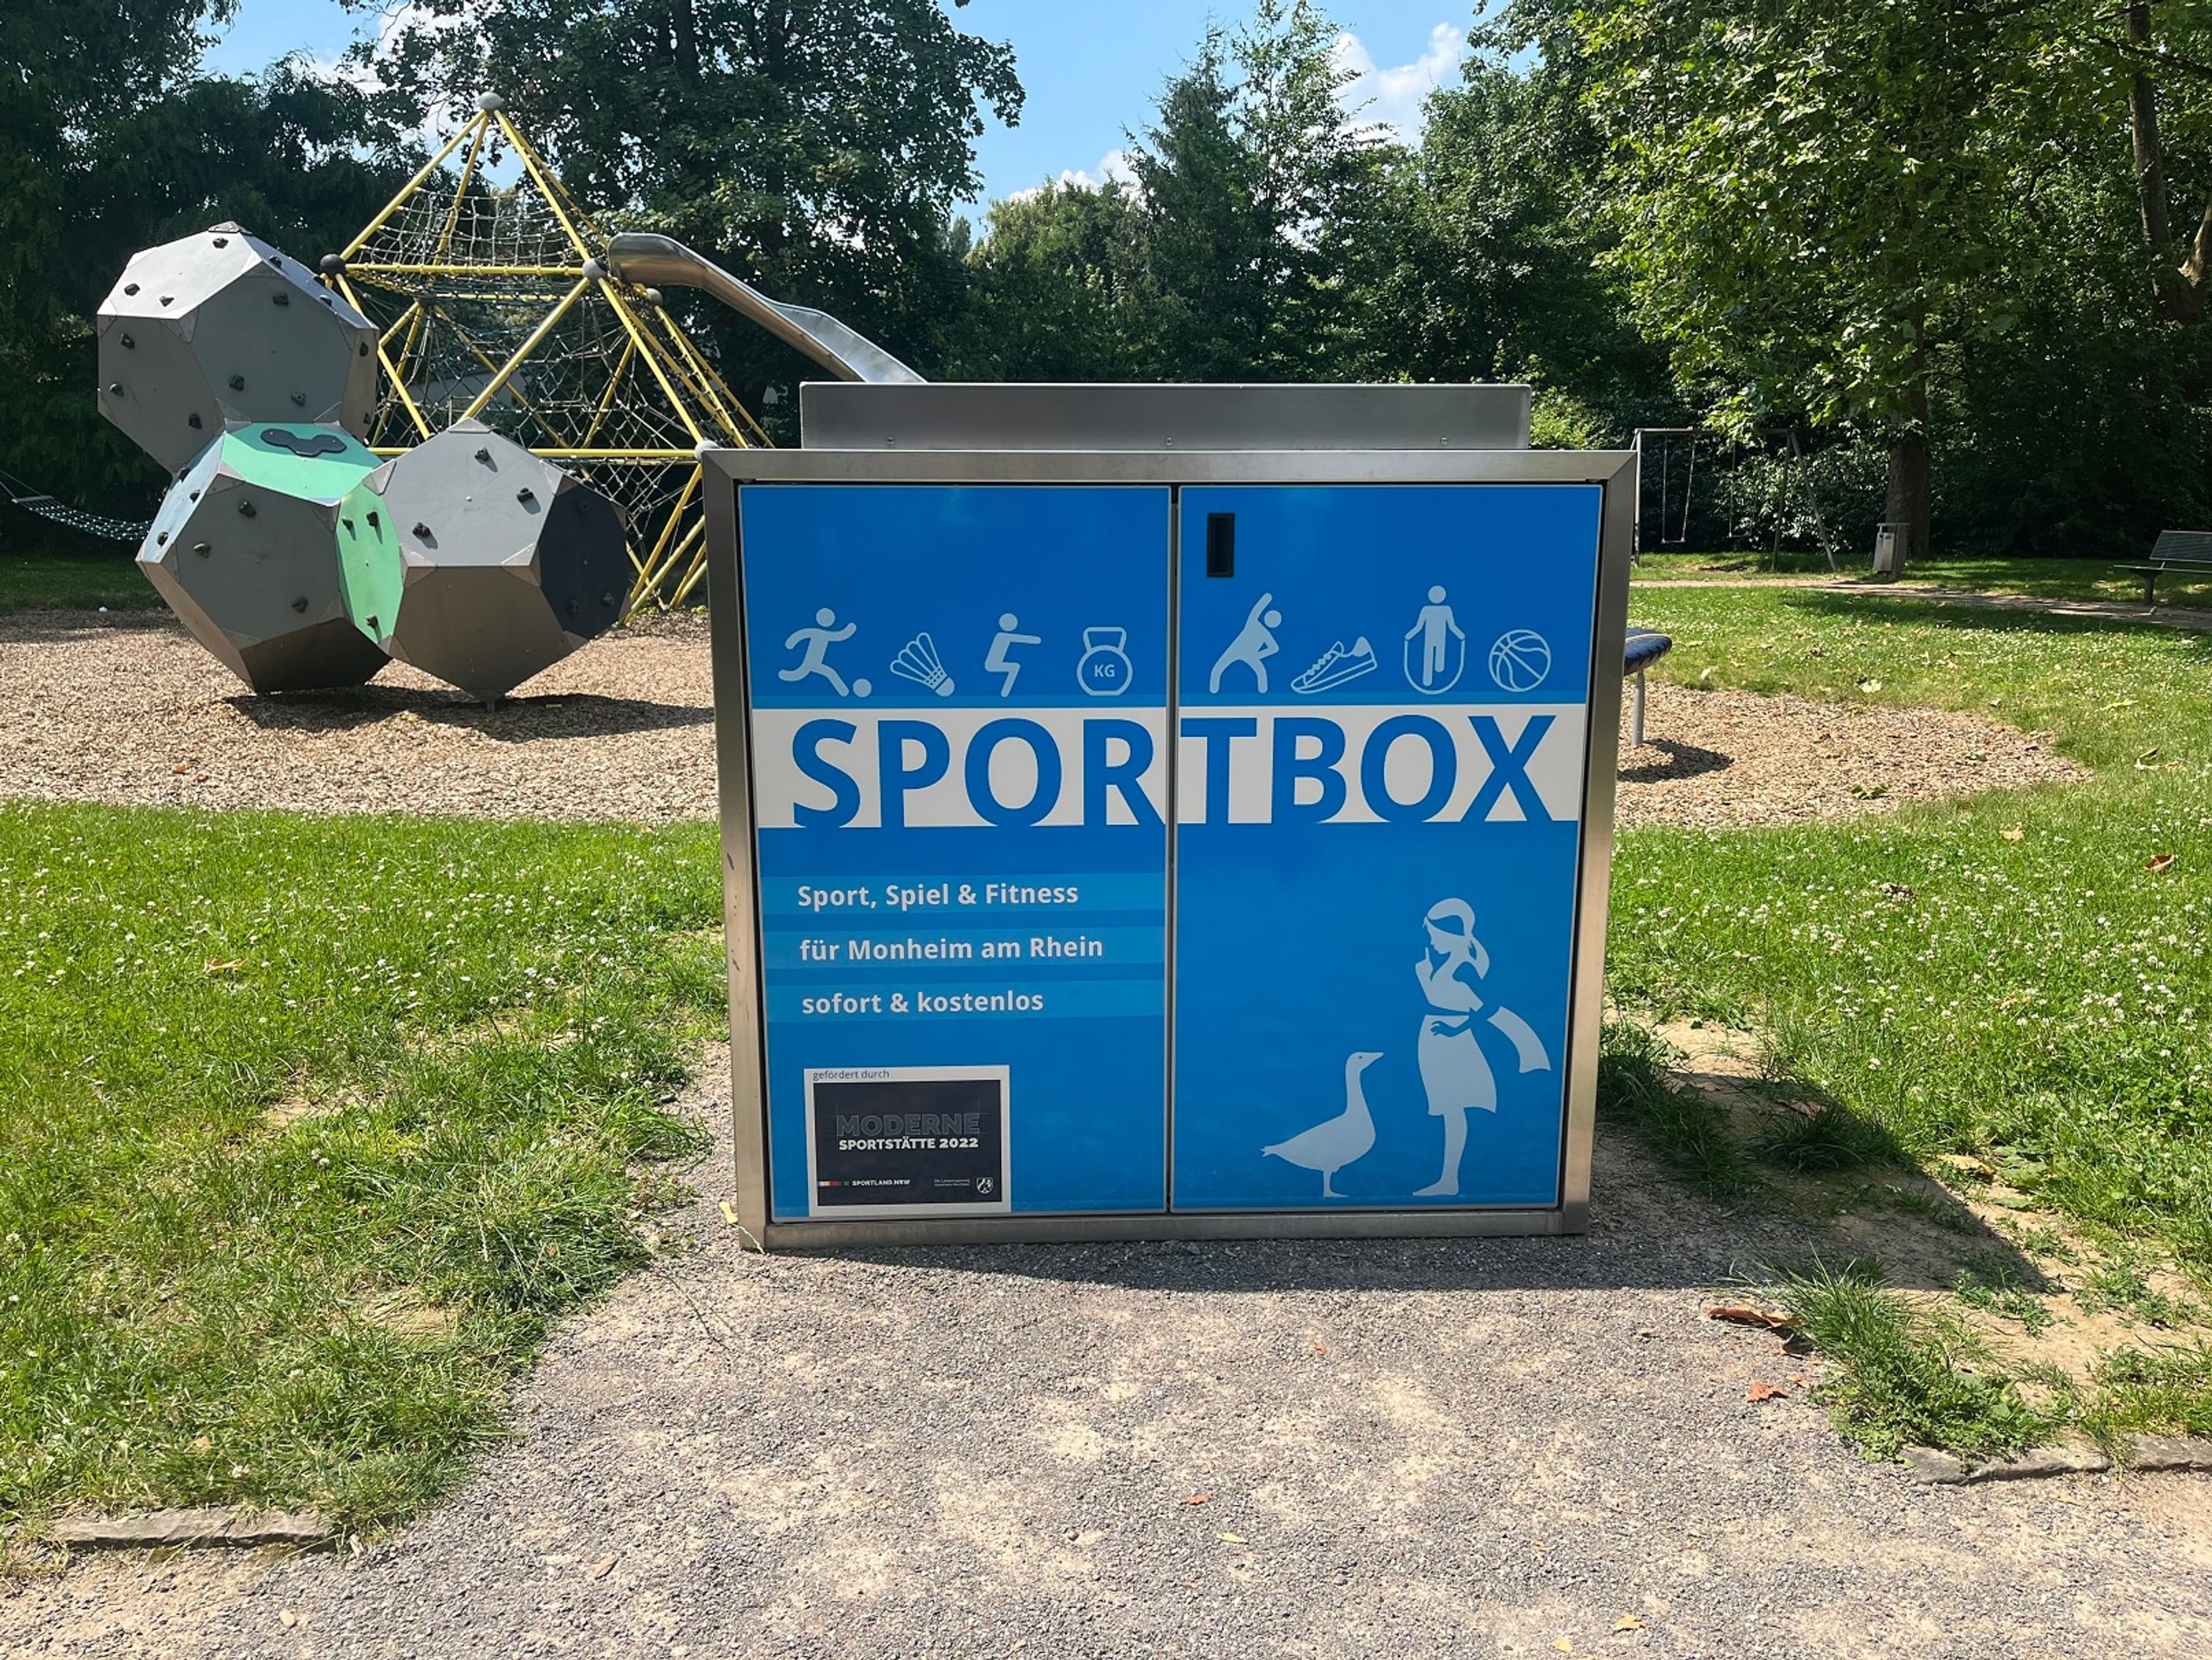 KG
SPORTBOX
Sport, Spiel & Fitness
für Monheim am Rhein
sofort & kostenlos
gefördert durch
MODERNE
SPORTSTÄTTE 2022
SPORTLAND.NRW